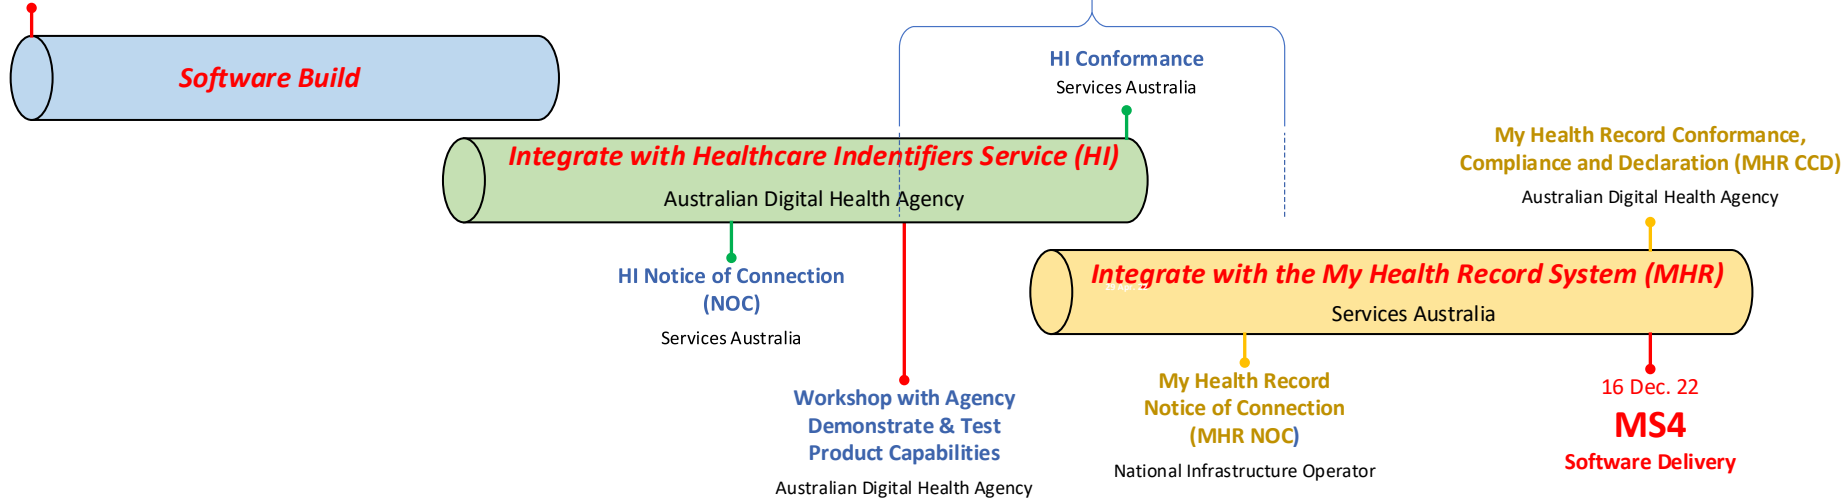 Software Build
HI Conformance
Services Australia
Integrate with Healthcare Indentifiers Service (HI)
Australian Digital Health Agency
My Health Record Conformance,
Compliance and Declaration (MHR CCD)
Australian Digital Health Agency
HI Notice of Connection
(NOC)
Services Australia
Integrate with the My Health Record System (MHR)
Services Australia
Workshop with Agency
Demonstrate & Test
Product Capabilities
Australian Digital Health Agency
My Health Record
Notice of Connection
(MHR NOC)
National Infrastructure Operator
16 Dec. 22
MS4
Software Delivery